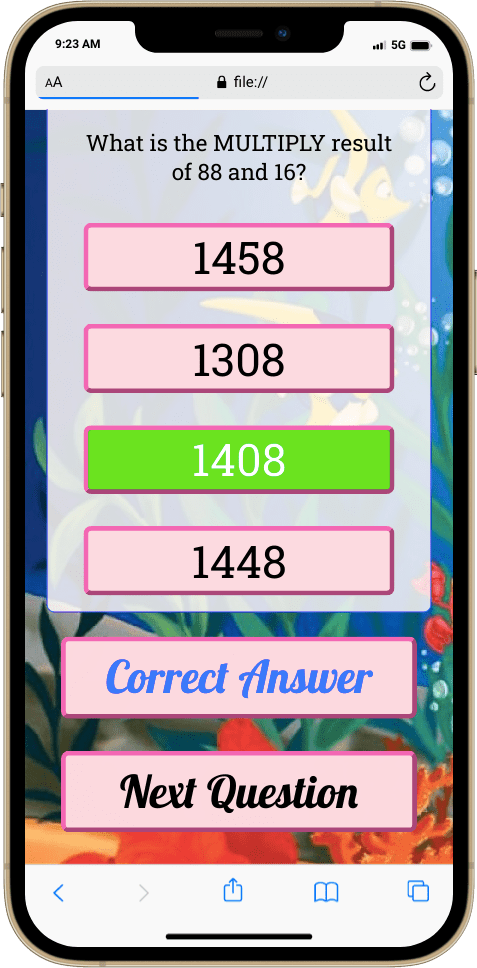 9:23 AM 5G
AA file://
What is the MULTIPLY result
of 88 and 16?
1458
1308
1408
1448
Correct Answer
Next Question